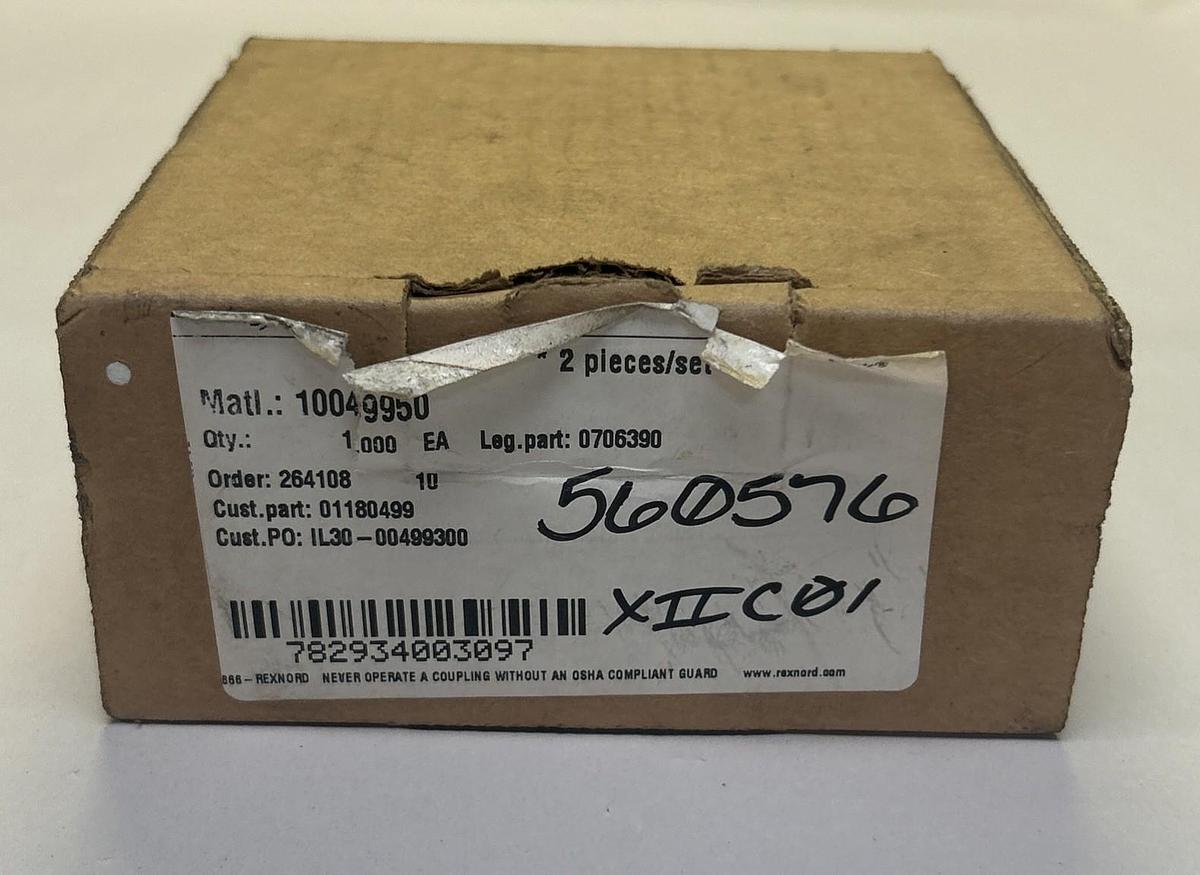 * 2 pieces/set
Matl.: 10049950
Qty.: 1.000 EA Leg.part: 0706390
Order: 264108 10
Cust.part: 01180499
Cust.PO: IL30-00499300
560576
XIIC01
782934003097
866-REXNORD NEVER OPERATE A COUPLING WITHOUT AN OSHA COMPLIANT GUARD www.rexnord.com